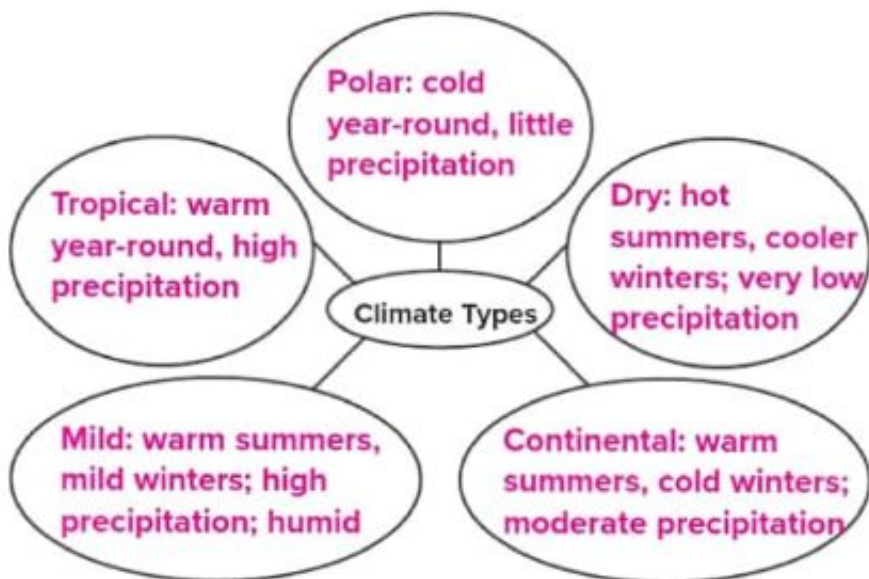 Polar: cold
year-round, little
precipitation
Tropical: warm
year-round, high
precipitation
Dry: hot
summers, cooler
winters; very low
precipitation
Climate Types
Mild: warm summers,
mild winters; high
precipitation; humid
Continental: warm
summers, cold winters;
moderate precipitation